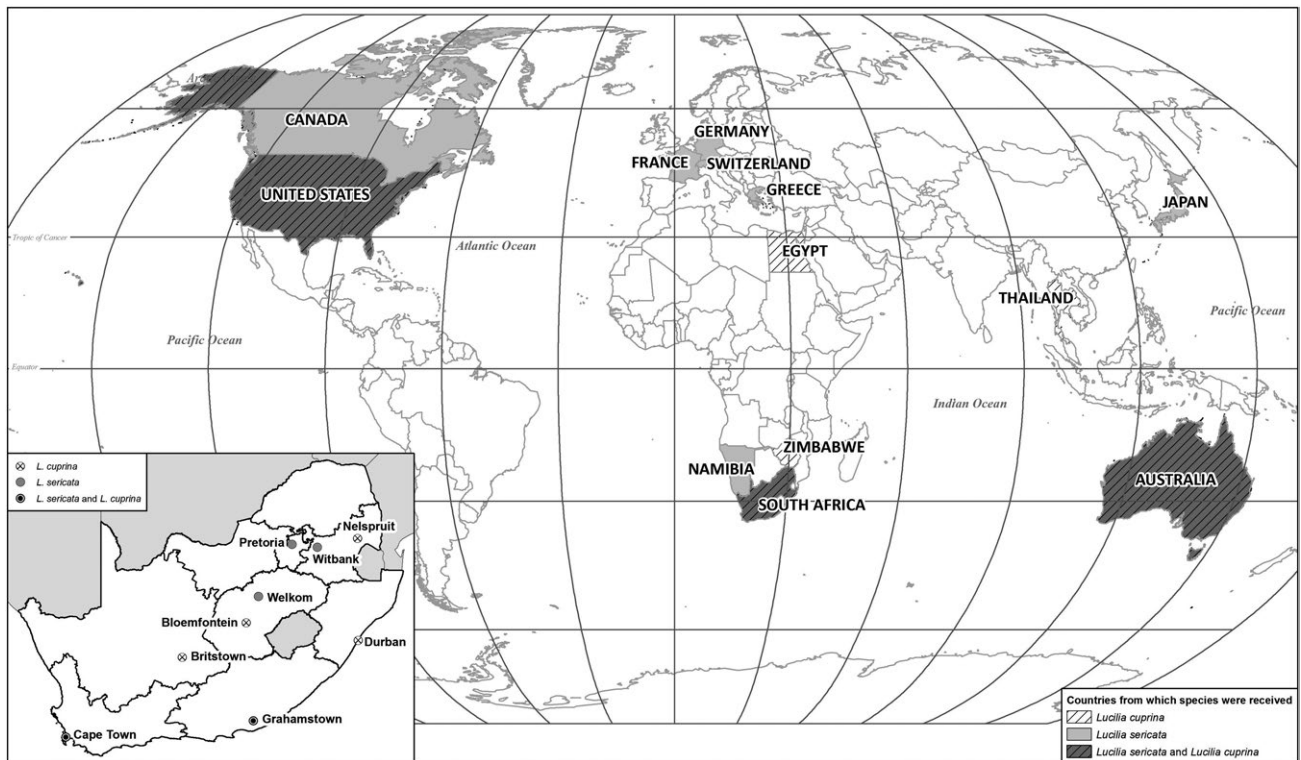 Arc
CANADA
GERMANY
FRANCE
SWITZERLAND
UNITED STATES
GREECE
JAPAN
Tropic of Cancer
Atlantic Ocean
EGYPT
THAILAND
Pacific Ocean
Pacific Ocean
Equator
Indian Ocean
ZIMBABWE
NAMIBIA
AUSTRALIA
SOUTH AFRICA
L. cuprina
L. sericata
L. sericata and L. cuprina
Nelspruit
Pretoria
Witbank
Welkom
Bloemfontein
Durban
Britstown
Grahamstown
Cape Town
Countries from which species were received
Lucilia cuprina
Lucilia sericata
Lucilia sericata and Lucilia cuprina